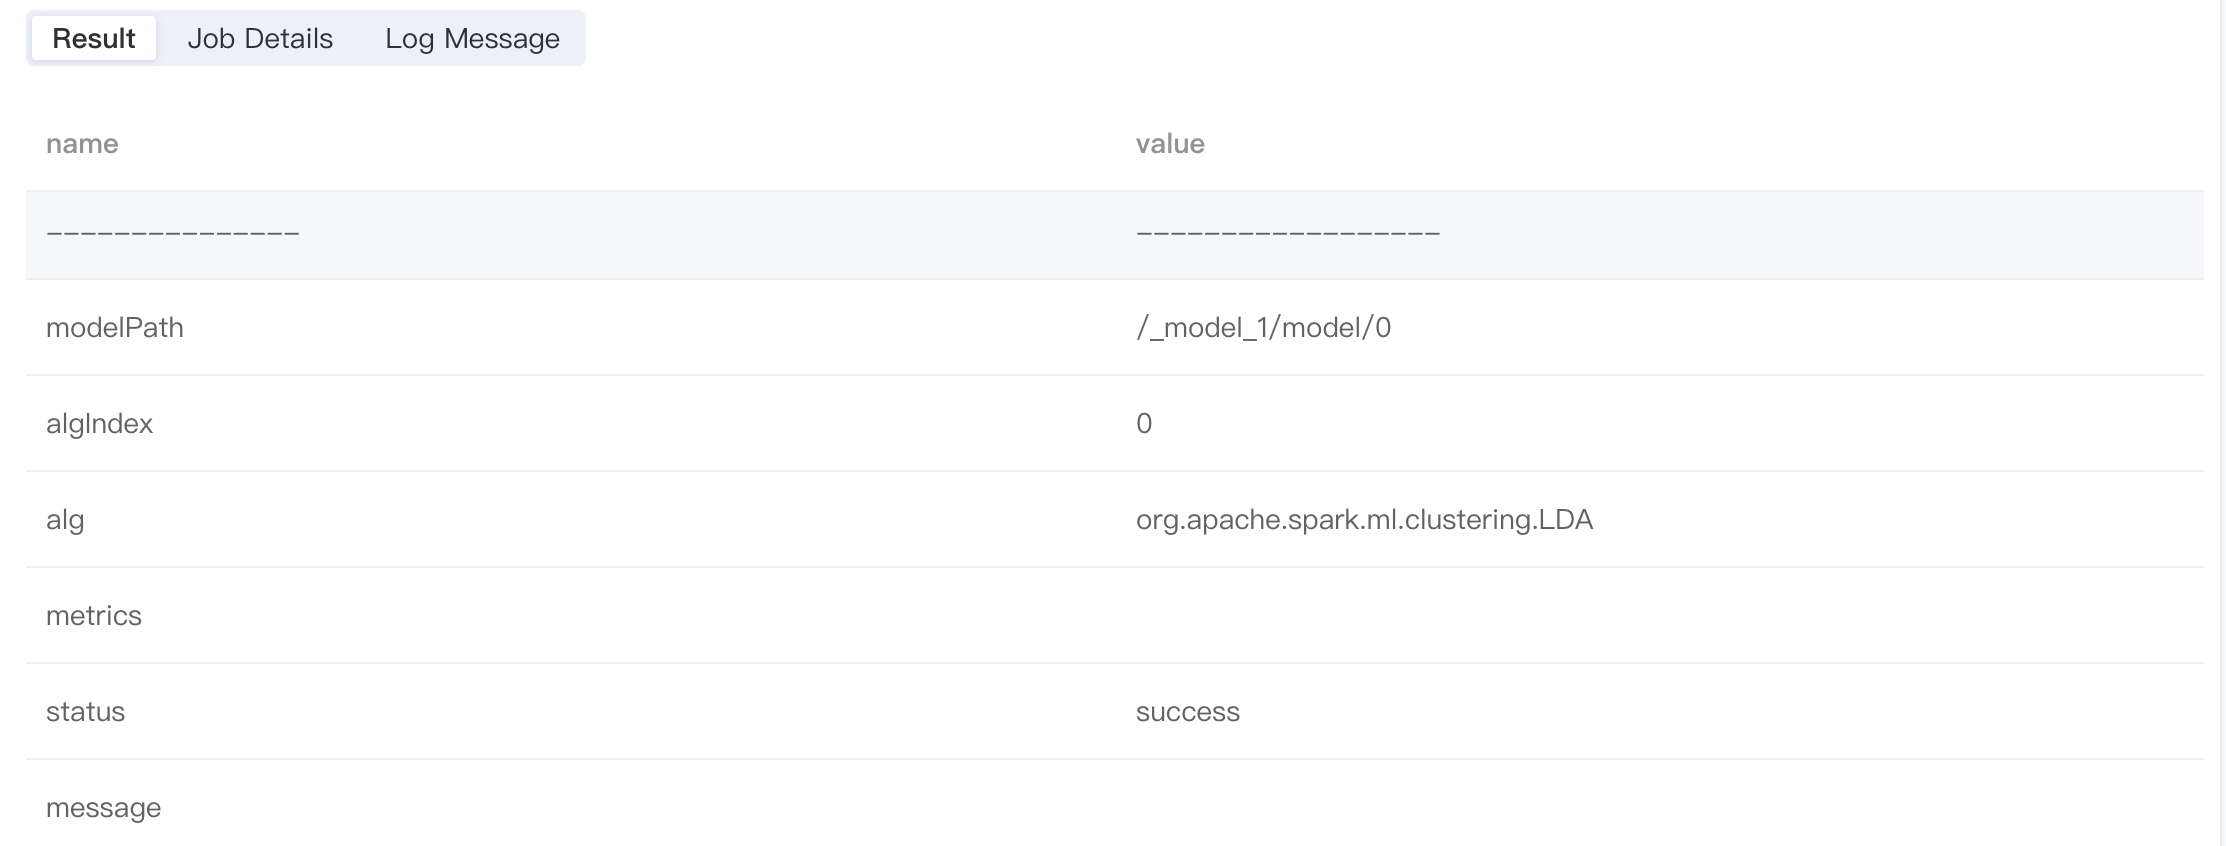 Result Job Details Log Message
name value
--------------- ------------------
modelPath /_model_1/model/0
algIndex 0
alg org.apache.spark.ml.clustering.LDA
metrics
status success
message